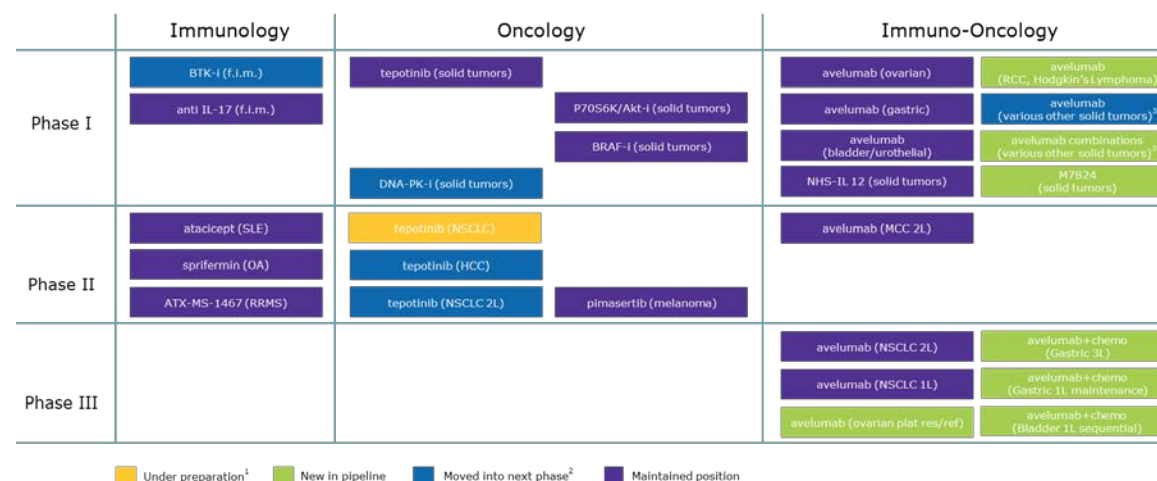 Immunology
Oncology
Immuno-Oncology
Phase I
BTK-i (f.i.m.)
anti IL-17 (f.i.m.)
tepotinib (solid tumors)
P70S6K/Akt-i (solid tumors)
BRAF-i (solid tumors)
DNA-PK-i (solid tumors)
avelumab (ovarian)
avelumab
(RCC, Hodgkin's Lymphoma)
avelumab (gastric)
avelumab
(various other solid tumors)³
avelumab
(bladder/urothelial)
avelumab combinations
(various other solid tumors)³
NHS-IL 12 (solid tumors)
M7824
(solid tumors)
Phase II
atacicept (SLE)
sprifermin (OA)
ATX-MS-1467 (RRMS)
tepotinib (NSCLC)
tepotinib (HCC)
tepotinib (NSCLC 2L)
pimasertib (melanoma)
avelumab (MCC 2L)
Phase III
avelumab (NSCLC 2L)
avelumab+chemo
(Gastric 3L)
avelumab (NSCLC 1L)
avelumab+chemo
(Gastric 1L maintenance)
avelumab (ovarian plat res/ref)
avelumab+chemo
(Bladder 1L sequential)
Under preparation¹
New in pipeline
Moved into next phase²
Maintained position